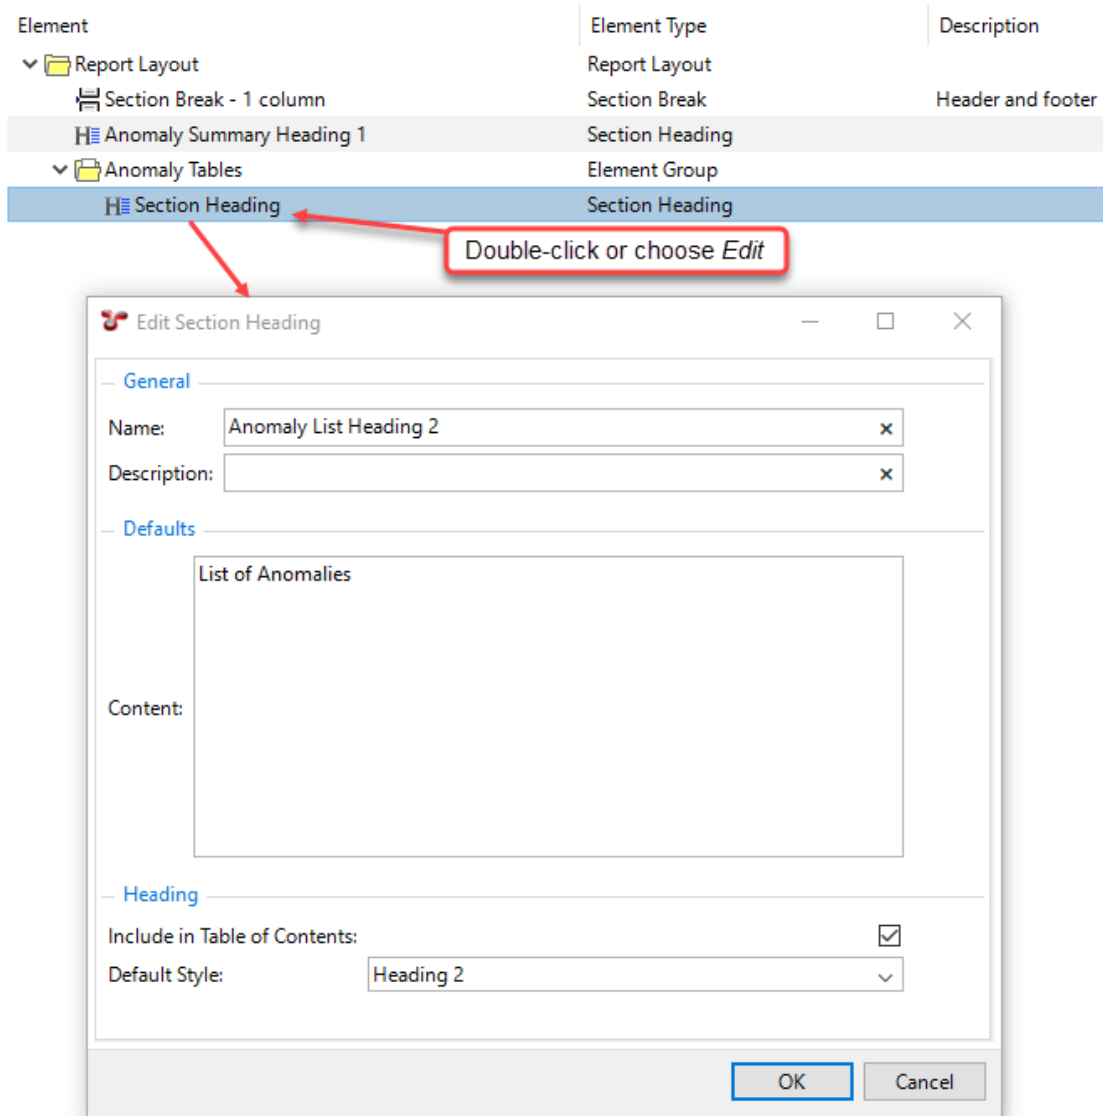 Element Element Type Description
Report Layout Report Layout
Section Break - 1 column Section Break Header and footer
Anomaly Summary Heading 1 Section Heading
Anomaly Tables Element Group
Section Heading Section Heading
Double-click or choose Edit
Edit Section Heading
General
Name: Anomaly List Heading 2
Description:
Defaults
List of Anomalies
Content:
Heading
Include in Table of Contents:
Default Style: Heading 2
OK Cancel